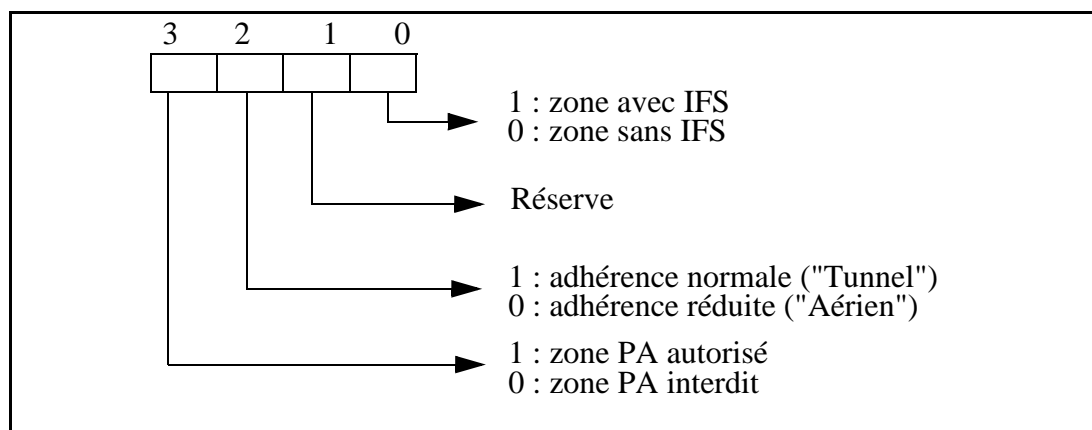 3 2 1 0
1 : zone avec IFS
0 : zone sans IFS
Réserve
1 : adhérence normale ("Tunnel")
0 : adhérence réduite ("Aérien")
1 : zone PA autorisé
0 : zone PA interdit